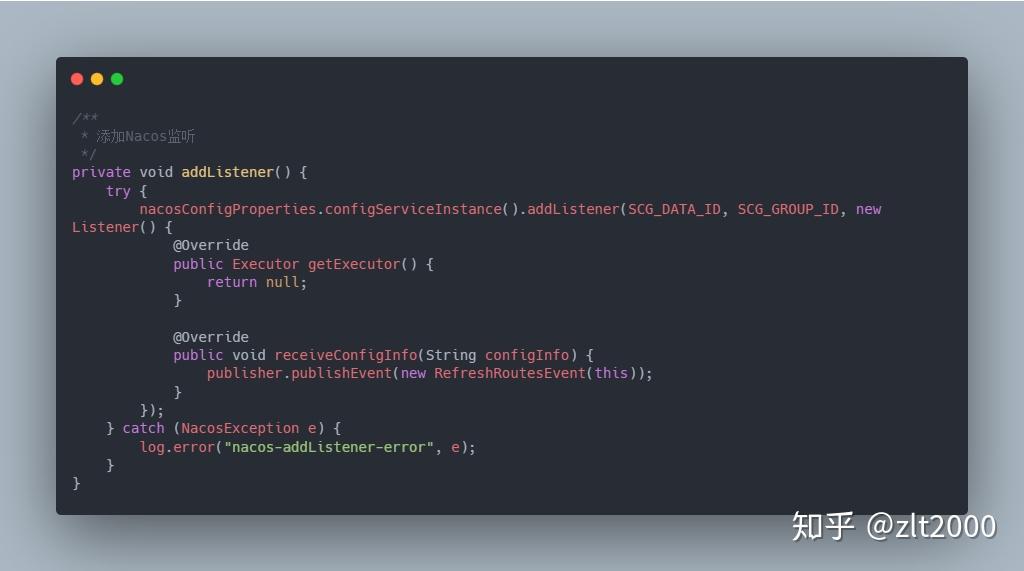 /**
 * 添加Nacos监听
 */
private void addListener() {
    try {
        nacosConfigProperties.configServiceInstance().addListener(SCG_DATA_ID, SCG_GROUP_ID, new
Listener() {
            @Override
            public Executor getExecutor() {
                return null;
            }

            @Override
            public void receiveConfigInfo(String configInfo) {
                publisher.publishEvent(new RefreshRoutesEvent(this));
            }
        });
    } catch (NacosException e) {
        log.error("nacos-addListener-error", e);
    }
}
知乎 @zlt2000